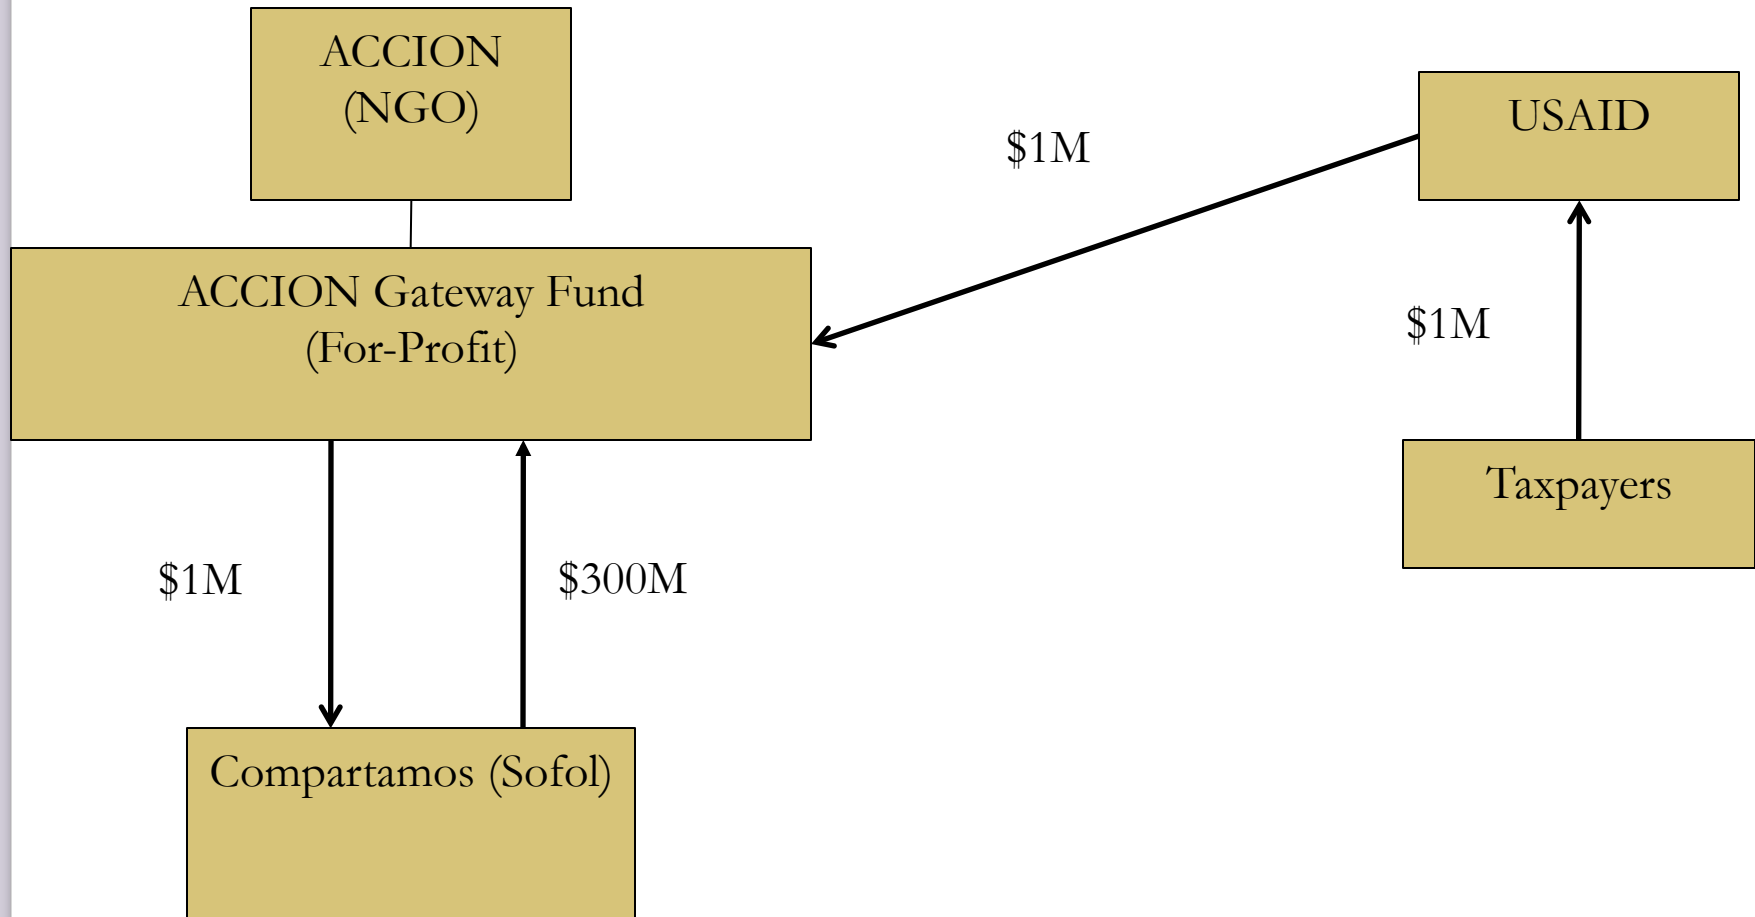 ACCION
(NGO)
USAID
$1M
ACCION Gateway Fund
(For-Profit)
$1M
Taxpayers
$1M
$300M
Compartamos (Sofol)